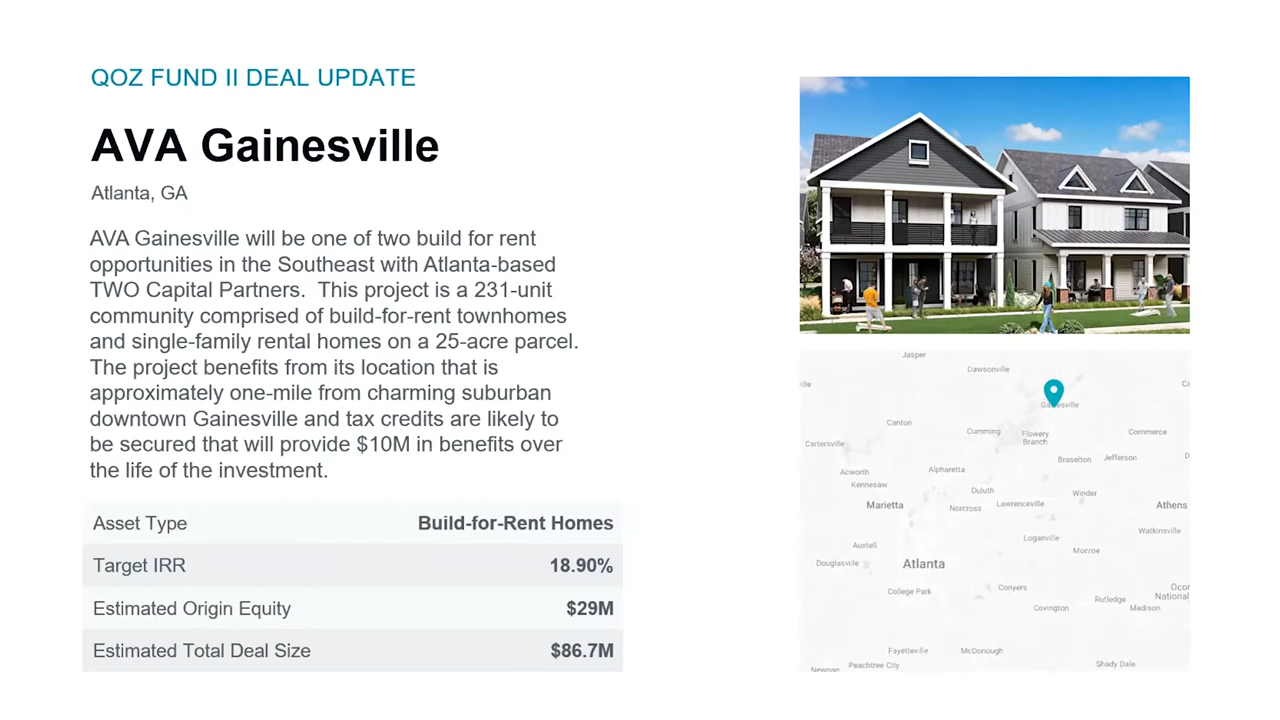 QOZ FUND II DEAL UPDATE
AVA Gainesville
Atlanta, GA
AVA Gainesville will be one of two build for rent
opportunities in the Southeast with Atlanta-based
TWO Capital Partners.  This project is a 231-unit
community comprised of build-for-rent townhomes
and single-family rental homes on a 25-acre parcel.
The project benefits from its location that is
approximately one-mile from charming suburban
downtown Gainesville and tax credits are likely to
be secured that will provide $10M in benefits over
the life of the investment.
Asset Type Build-for-Rent Homes
Target IRR 18.90%
Estimated Origin Equity $29M
Estimated Total Deal Size $86.7M
Jasper
Dawsonville
Gainesville
Canton
Cumming
Flowery
Branch
Commerce
Cartersville
Braselton
Jefferson
Acworth
Alpharetta
Kennesaw
Duluth
Winder
Marietta
Norcross
Lawrenceville
Athens
Watkinsville
Loganville
Austell
Monroe
Douglasville
Atlanta
College Park
Conyers
Rutledge
Madison
National
Covington
Fayetteville
McDonough
Peachtree City
Shady Dale